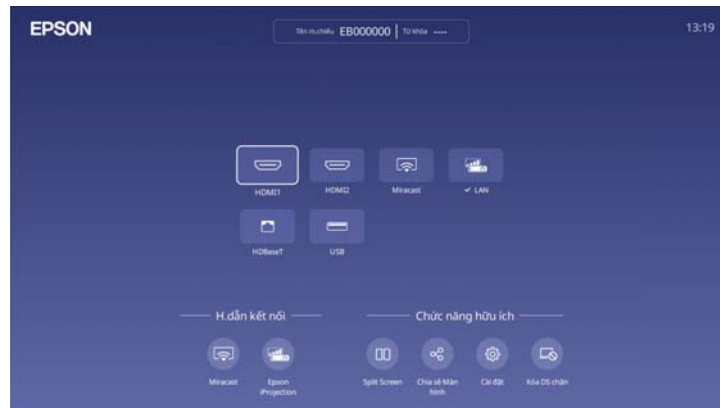 EPSON
Tên m.chiếu EB000000 | Từ khóa ----
13:19
HDMI1 HDMI2 Miracast ✓ LAN
HDBaseT USB
H.dẫn kết nối Chức năng hữu ích
Miracast Epson iProjection Split Screen Chia sẻ Màn hình Cài đặt Xóa DS chặn